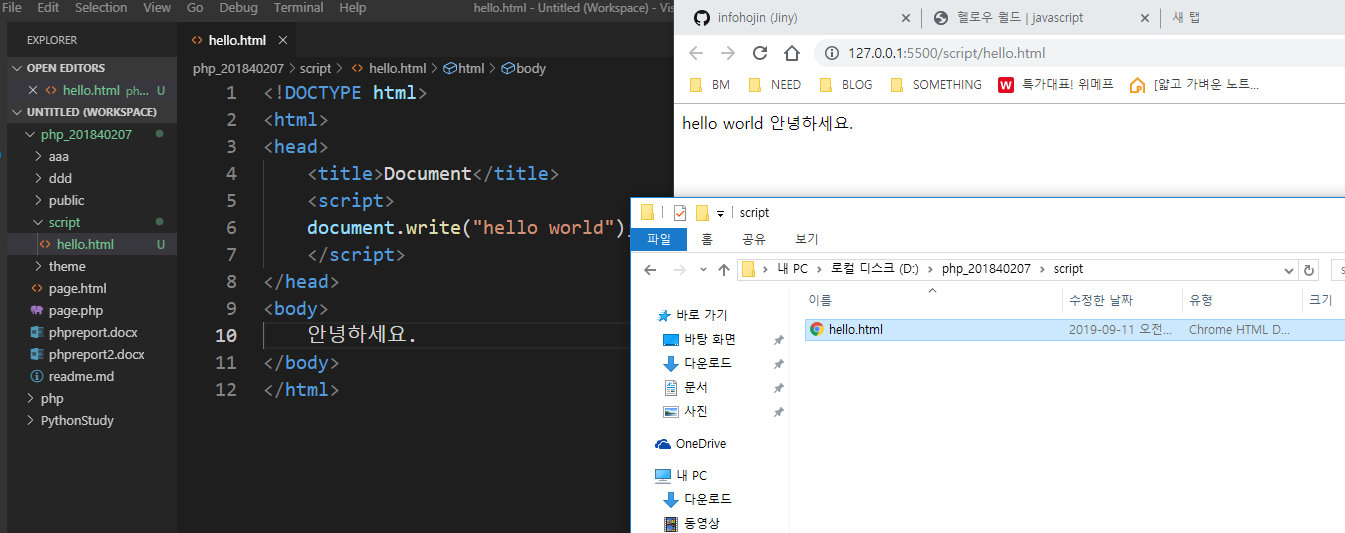 File Edit Selection View Go Debug Terminal Help hello.html - Untitled (Workspace) - Vis
EXPLORER
OPEN EDITORS
hello.html ph... U
UNTITLED (WORKSPACE)
php_201840207
aaa
ddd
public
script
hello.html U
theme
page.html
page.php
phpreport.docx
phpreport2.docx
readme.md
php
PythonStudy
hello.html
php_201840207 > script > hello.html > html > body
1 <!DOCTYPE html>
2 <html>
3 <head>
4 <title>Document</title>
5 <script>
6 document.write("hello world")
7 </script>
8 </head>
9 <body>
10 안녕하세요.
11 </body>
12 </html>
infohojin (Jiny) 헬로우 월드 | javascript 새 탭
127.0.0.1:5500/script/hello.html
BM NEED BLOG SOMETHING 특가대표! 위메프 [얇고 가벼운 노트...
hello world 안녕하세요.
script
파일 홈 공유 보기
내 PC > 로컬 디스크 (D:) > php_201840207 > script
이름 수정한 날짜 유형 크기
hello.html 2019-09-11 오전... Chrome HTML D...
바로 가기
바탕 화면
다운로드
문서
사진
OneDrive
내 PC
다운로드
동영상